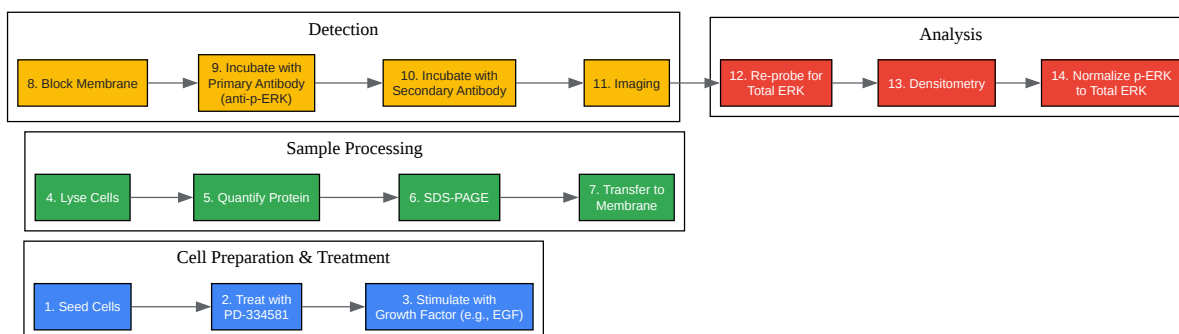 Detection
8. Block Membrane
9. Incubate with
Primary Antibody
(anti-p-ERK)
10. Incubate with
Secondary Antibody
11. Imaging
Analysis
12. Re-probe for
Total ERK
13. Densitometry
14. Normalize p-ERK
to Total ERK
Sample Processing
4. Lyse Cells
5. Quantify Protein
6. SDS-PAGE
7. Transfer to
Membrane
Cell Preparation & Treatment
1. Seed Cells
2. Treat with
PD-334581
3. Stimulate with
Growth Factor (e.g., EGF)